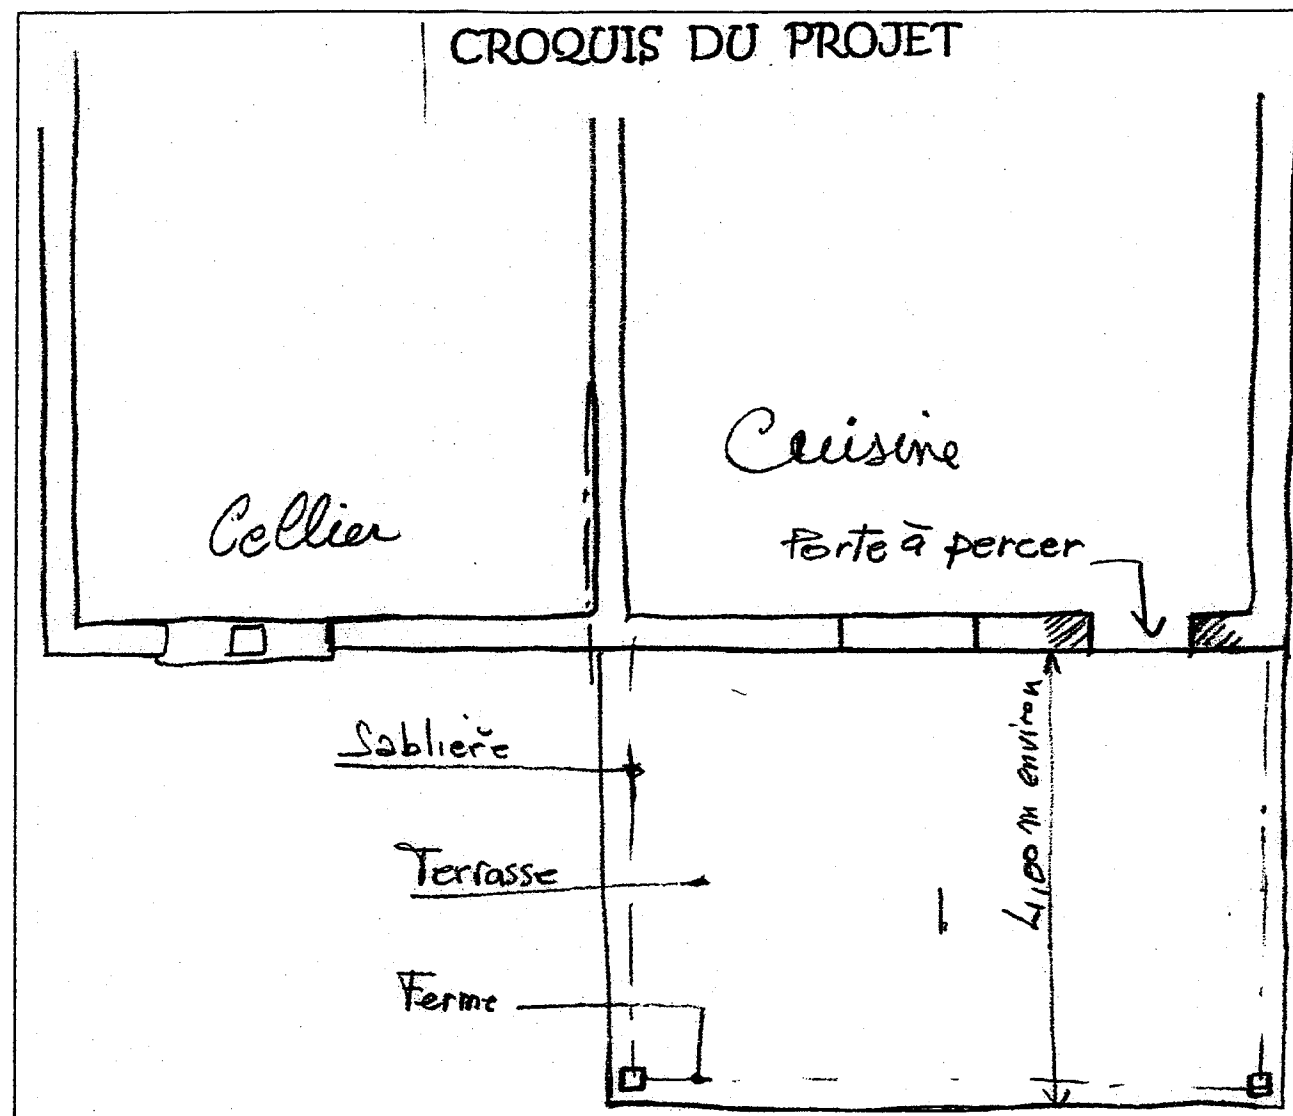 CROQUIS DU PROJET
Cuisine
Cellier
Porte à percer
Sablière
4,00 m environ
Terrasse
Ferme